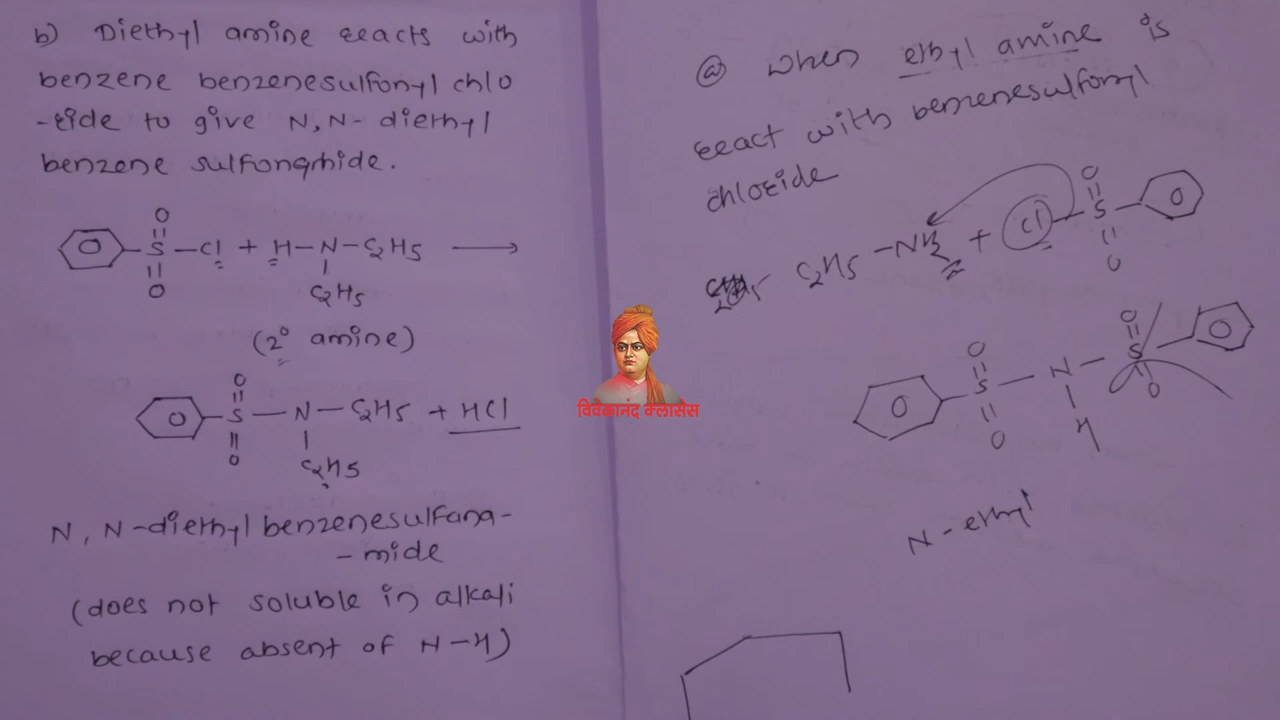 b) Diethyl amine reacts with
benzene benzenesulfonyl chlo
-ride to give N,N- diethyl
benzene sulfonamide.
O
S - Cl + H - N - C2H5 →
O
C2H5
(2° amine)
O
S - N - C2H5 + HCl
O
C2H5
N, N-diethyl benzenesulfana-
- mide
(does not soluble in alkali
because absent of N-H)
विवेकानंद क्लासेस
(a) when ethyl amine is
react with benzenesulfonyl
chloride
O
C2H5 - NH2 + Cl - S
O
O O
S - N - S
O H O
N - ethyl